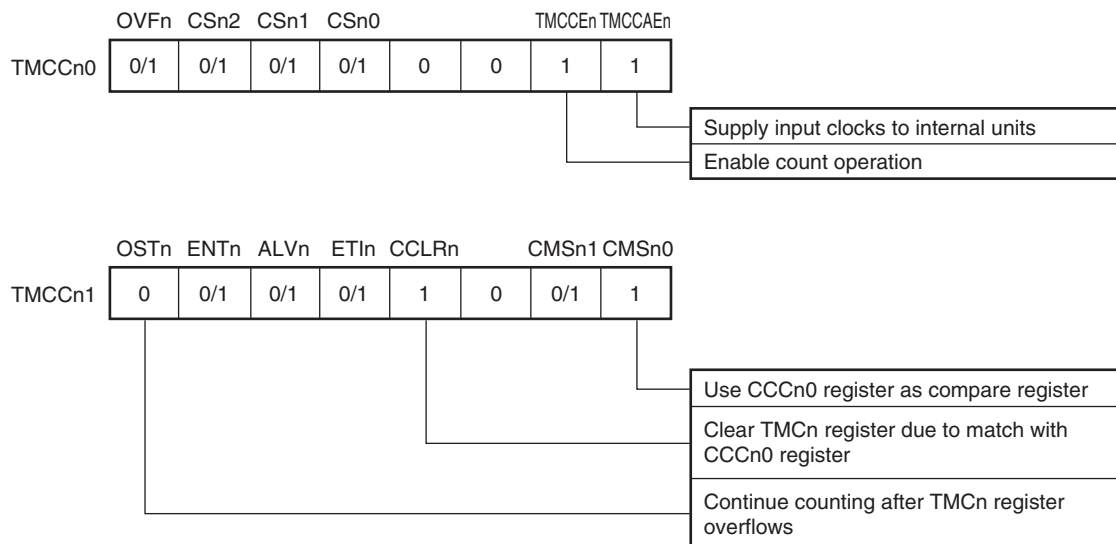 OVFn CSn2 CSn1 CSn0 TMCCEn TMCCAEn
TMCCn0 0/1 0/1 0/1 0/1 0 0 1 1
Supply input clocks to internal units
Enable count operation
OSTn ENTn ALVn ETIn CCLRn CMSn1 CMSn0
TMCCn1 0 0/1 0/1 0/1 1 0 0/1 1
Use CCCn0 register as compare register
Clear TMCn register due to match with
CCCn0 register
Continue counting after TMCn register
overflows